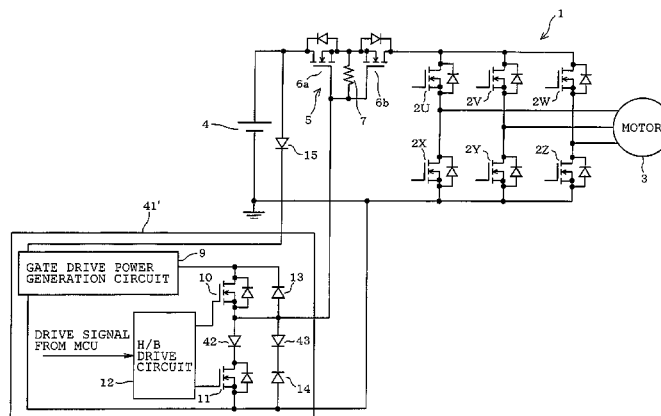 1
6a
5
7
6b
2U
2V
2W
4
15
2X
2Y
2Z
MOTOR
3
41'
9
GATE DRIVE POWER
GENERATION CIRCUIT
10
13
DRIVE SIGNAL
FROM MCU
H/B
DRIVE
CIRCUIT
42
43
12
11
14